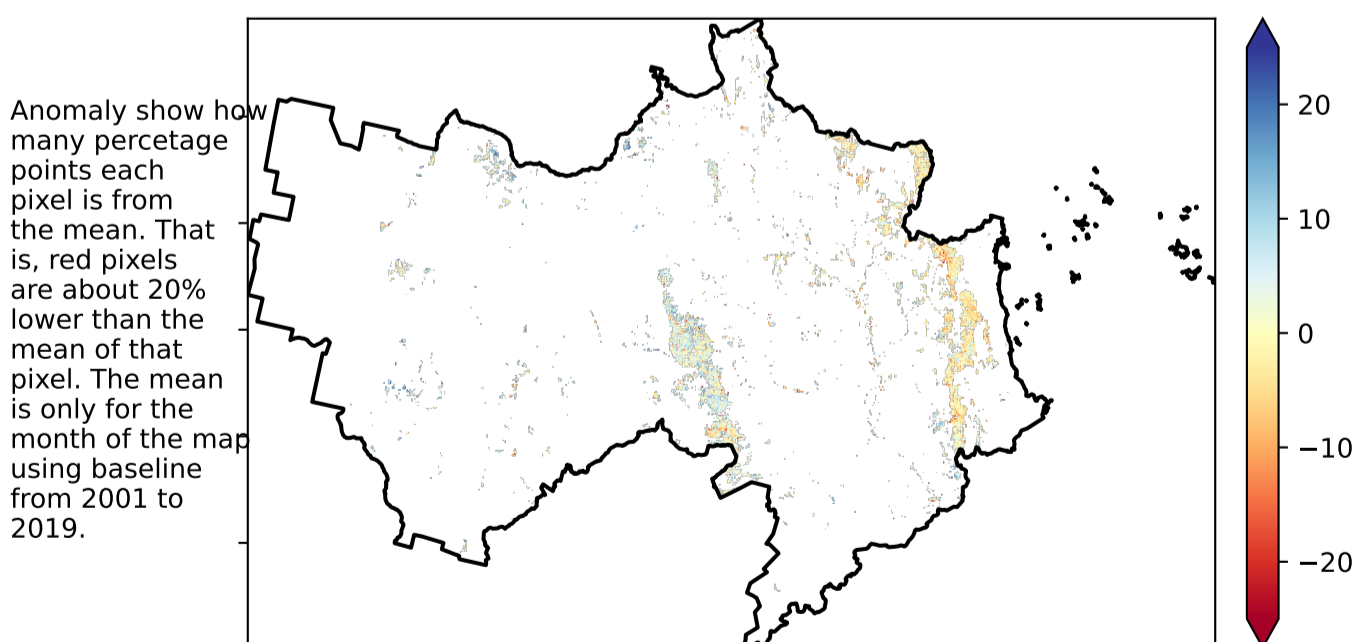 Anomaly show how
many percetage
points each
pixel is from
the mean. That
is, red pixels
are about 20%
lower than the
mean of that
pixel. The mean
is only for the
month of the map
using baseline
from 2001 to
2019.
20
10
0
−10
−20